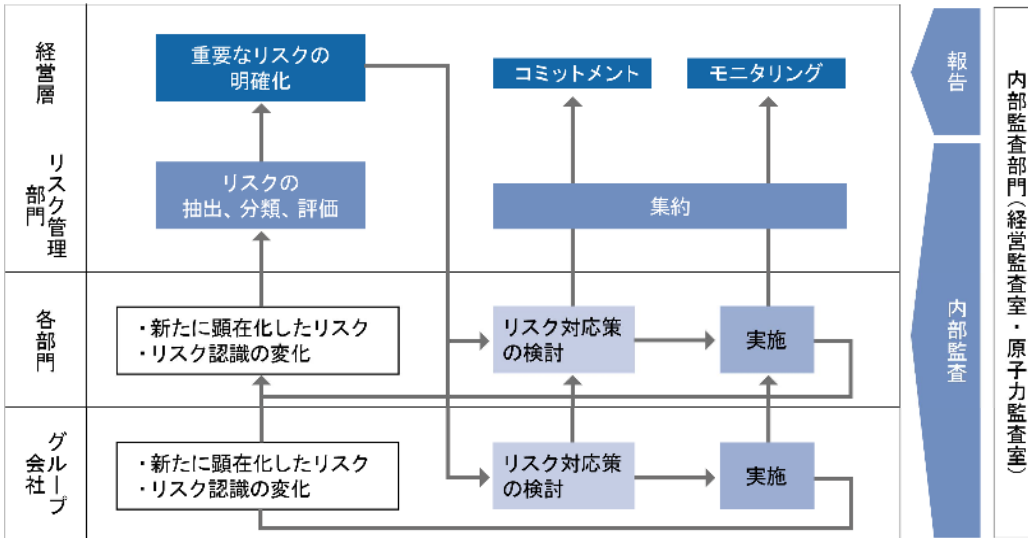 経営層
重要なリスクの
明確化
コミットメント
モニタリング
リスク管理
部門
リスクの
抽出、分類、評価
集約
各部門
・新たに顕在化したリスク
・リスク認識の変化
リスク対応策
の検討
実施
グループ
会社
・新たに顕在化したリスク
・リスク認識の変化
リスク対応策
の検討
実施
報告
内部監査
内部監査部門（経営監査室・原子力監査室）